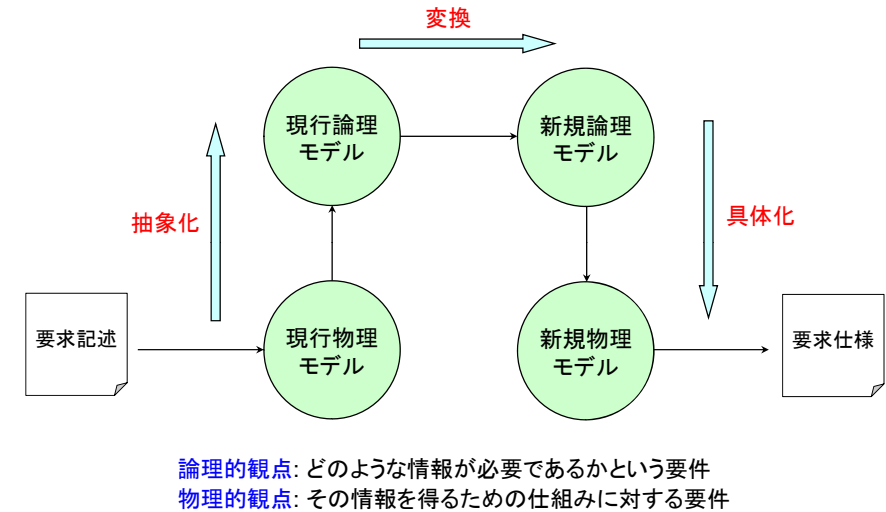 変換
現行論理
モデル
新規論理
モデル
抽象化
具体化
要求記述
現行物理
モデル
新規物理
モデル
要求仕様
論理的観点: どのような情報が必要であるかという要件
物理的観点: その情報を得るための仕組みに対する要件